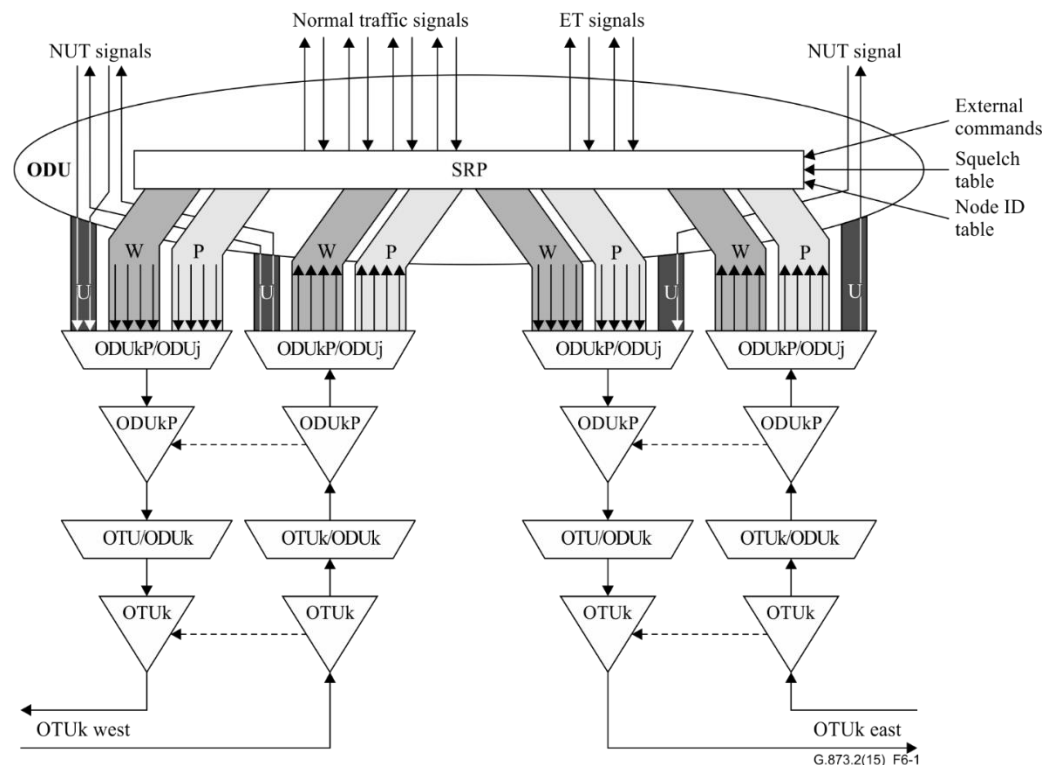 Normal traffic signals
ET signals
NUT signals
NUT signal
External
commands
ODU
SRP
Squelch
table
Node ID
table
W
P
W
P
W
P
W
P
U
U
U
U
ODUkP/ODUj
ODUkP/ODUj
ODUkP/ODUj
ODUkP/ODUj
ODUkP
ODUkP
ODUkP
ODUkP
OTU/ODUk
OTUk/ODUk
OTU/ODUk
OTUk/ODUk
OTUk
OTUk
OTUk
OTUk
OTUk west
OTUk east
G.873.2(15)_F6-1